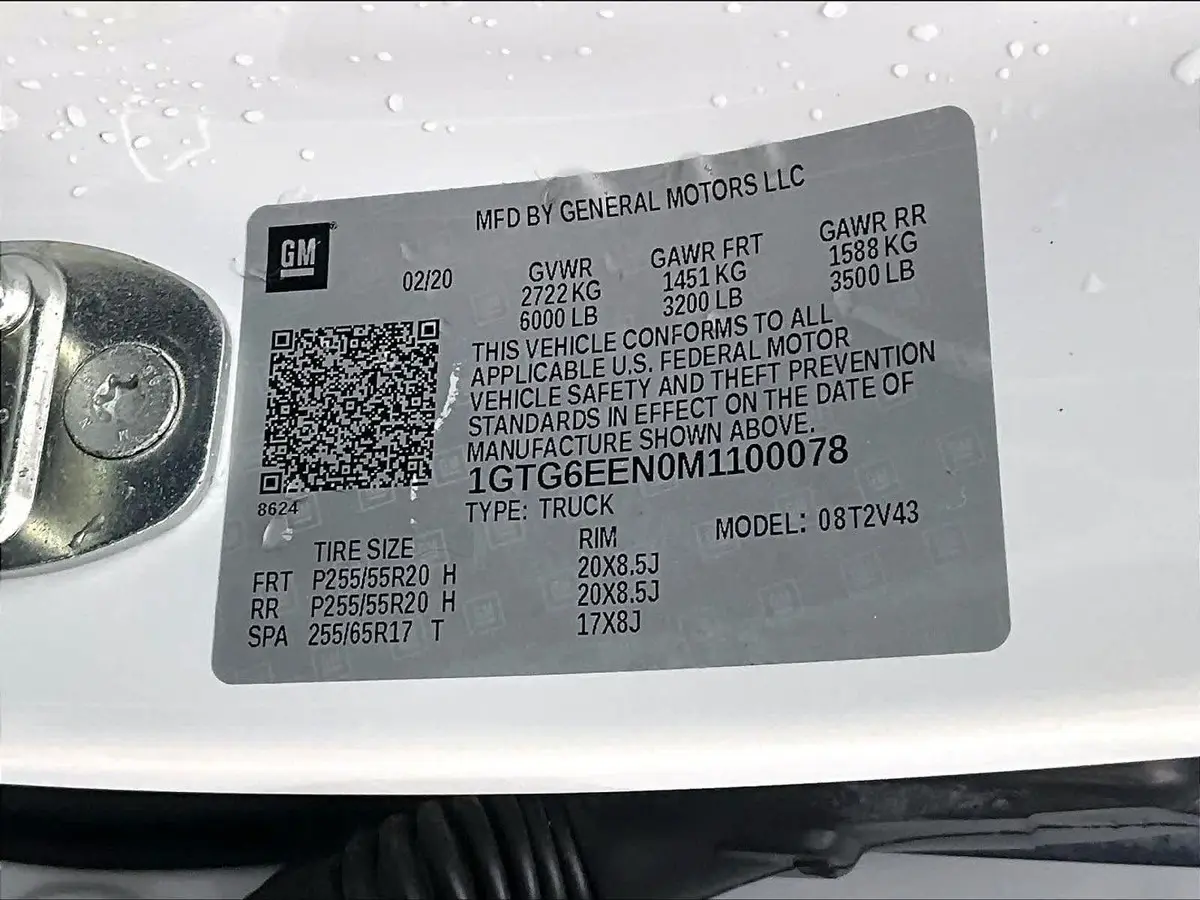 MFD BY GENERAL MOTORS LLC
GM
02/20
GVWR
2722 KG
6000 LB
GAWR FRT
1451 KG
3200 LB
GAWR RR
1588 KG
3500 LB
THIS VEHICLE CONFORMS TO ALL
APPLICABLE U.S. FEDERAL MOTOR
VEHICLE SAFETY AND THEFT PREVENTION
STANDARDS IN EFFECT ON THE DATE OF
MANUFACTURE SHOWN ABOVE.
1GTG6EEN0M1100078
8624
TYPE: TRUCK
MODEL: 08T2V43
TIRE SIZE RIM
FRT P255/55R20 H 20X8.5J
RR P255/55R20 H 20X8.5J
SPA 255/65R17 T 17X8J